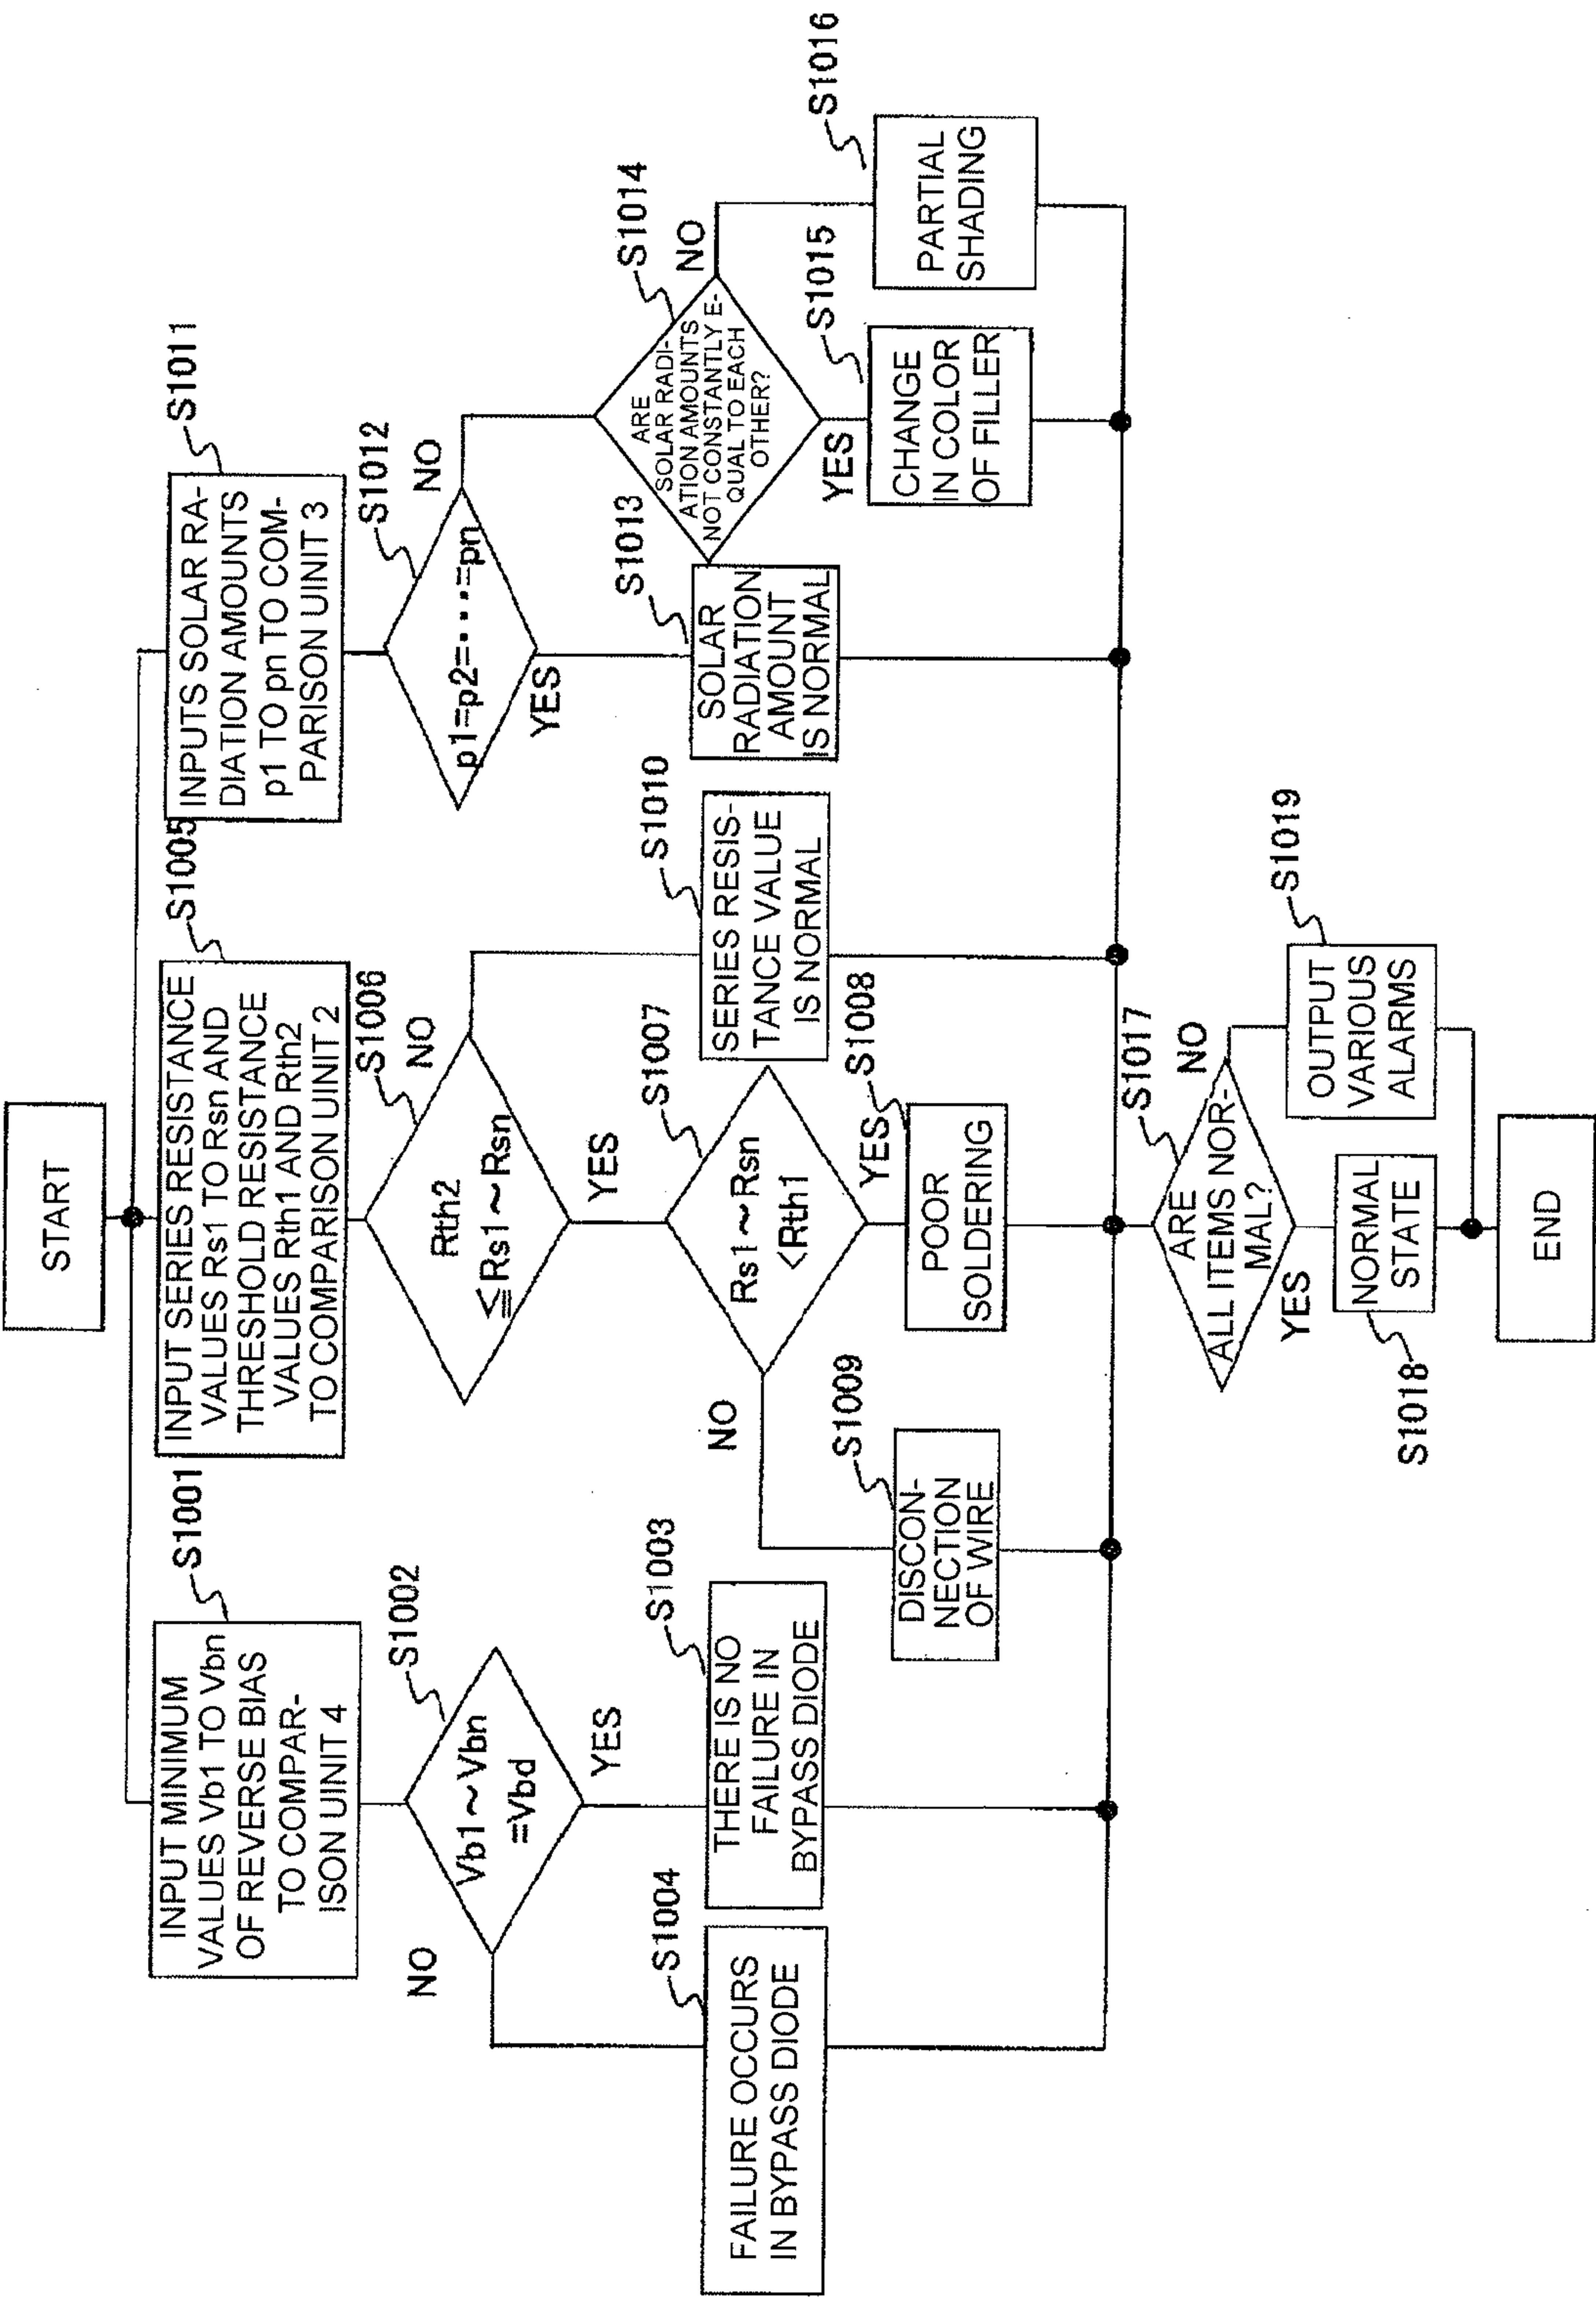 START
S1001
INPUT MINIMUM
VALUES Vb1 TO Vbn
OF REVERSE BIAS
TO COMPAR-
ISON UINIT 4
S1002
Vb1～Vbn
=Vbd
NO
YES
S1004
FAILURE OCCURS
IN BYPASS DIODE
S1003
THERE IS NO
FAILURE IN
BYPASS DIODE
S1005
INPUT SERIES RESISTANCE
VALUES Rs1 TO Rsn AND
THRESHOLD RESISTANCE
VALUES Rth1 AND Rth2
TO COMPARISON UINIT 2
S1006
Rth2
≦Rs1～Rsn
NO
YES
S1007
Rs1～Rsn
<Rth1
NO
YES
S1009
DISCON-
NECTION
OF WIRE
S1008
POOR
SOLDERING
S1010
SERIES RESIS-
TANCE VALUE
IS NORMAL
S1011
INPUTS SOLAR RA-
DIATION AMOUNTS
p1 TO pn TO COM-
PARISON UINIT 3
S1012
p1=p2=･･･=pn
NO
YES
S1013
SOLAR
RADIATION
AMOUNT
IS NORMAL
S1014
ARE
SOLAR RADI-
ATION AMOUNTS
NOT CONSTANTLY E-
QUAL TO EACH
OTHER?
NO
YES
S1015
CHANGE
IN COLOR
OF FILLER
S1016
PARTIAL
SHADING
S1017
ARE
ALL ITEMS NOR-
MAL?
NO
YES
S1018
NORMAL
STATE
S1019
OUTPUT
VARIOUS
ALARMS
END